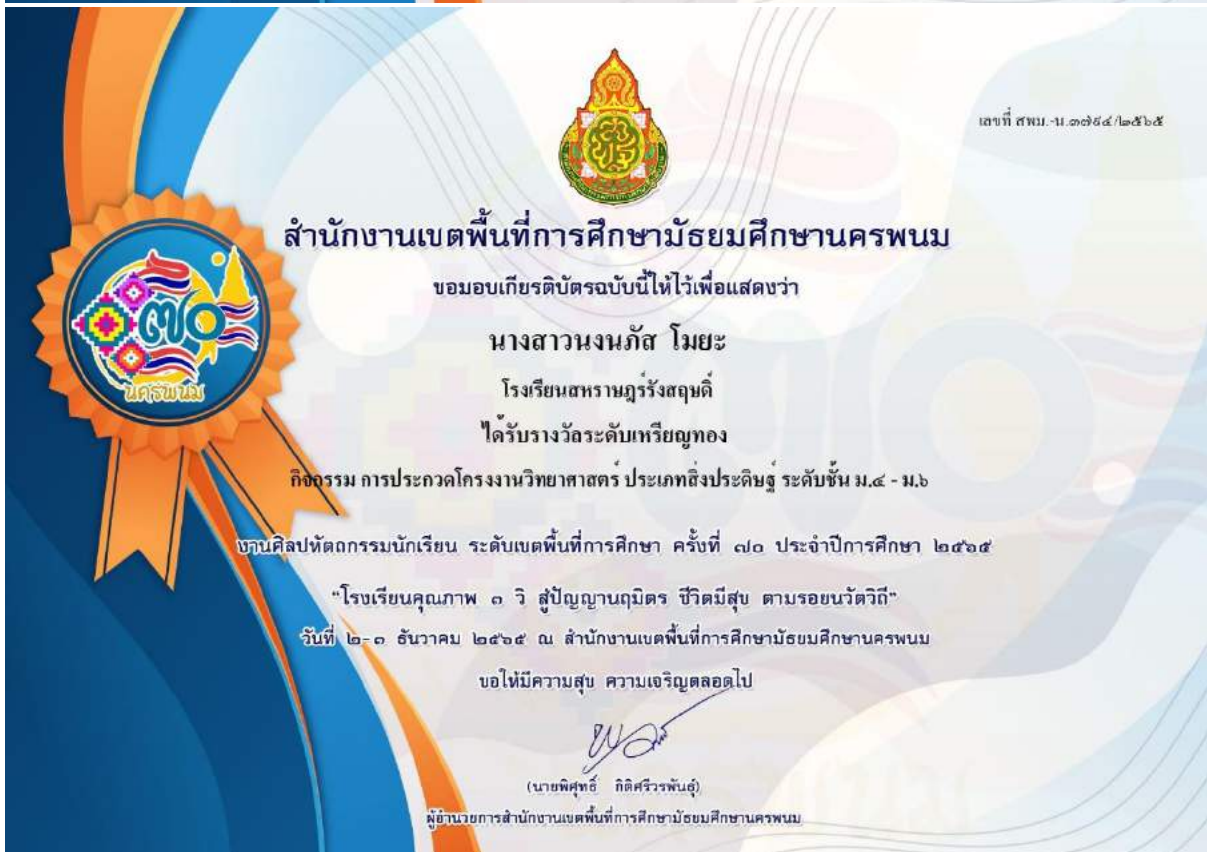 เลขที่ สพม.-น.๓๗๕๔/๒๕๖๕
สำนักงานเขตพื้นที่การศึกษามัธยมศึกษานครพนม
ขอมอบเกียรติบัตรฉบับนี้ให้ไว้เพื่อแสดงว่า
นางสาวนงนภัส โมยะ
โรงเรียนสหราษฎร์รังสฤษดิ์
ได้รับรางวัลระดับเหรียญทอง
กิจกรรม การประกวดโครงงานวิทยาศาสตร์ ประเภทสิ่งประดิษฐ์ ระดับชั้น ม.๔ - ม.๖
งานศิลปหัตถกรรมนักเรียน ระดับเขตพื้นที่การศึกษา ครั้งที่ ๗๐ ประจำปีการศึกษา ๒๕๖๕
"โรงเรียนคุณภาพ ๓ วิ สู่ปัญญานฤมิตร ชีวิตมีสุข ตามรอยนวัตวิถี"
วันที่ ๒-๓ ธันวาคม ๒๕๖๕ ณ สำนักงานเขตพื้นที่การศึกษามัธยมศึกษานครพนม
ขอให้มีความสุข ความเจริญตลอดไป
(นายพิศุทธิ์ กิติศรีวรพันธุ์)
ผู้อำนวยการสำนักงานเขตพื้นที่การศึกษามัธยมศึกษานครพนม
๗๐
นครพนม